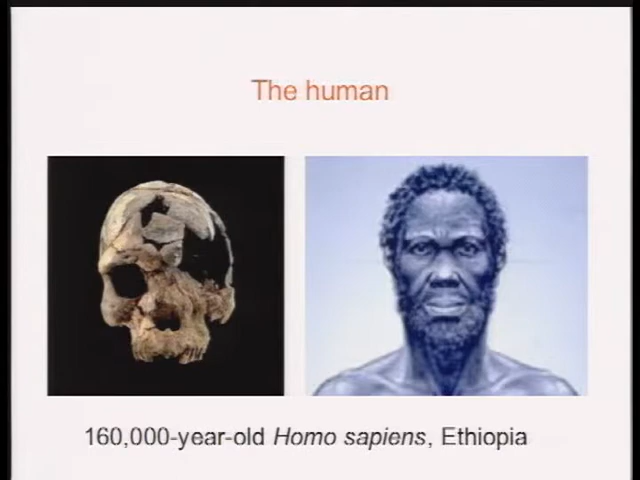 The human
160,000-year-old Homo sapiens, Ethiopia